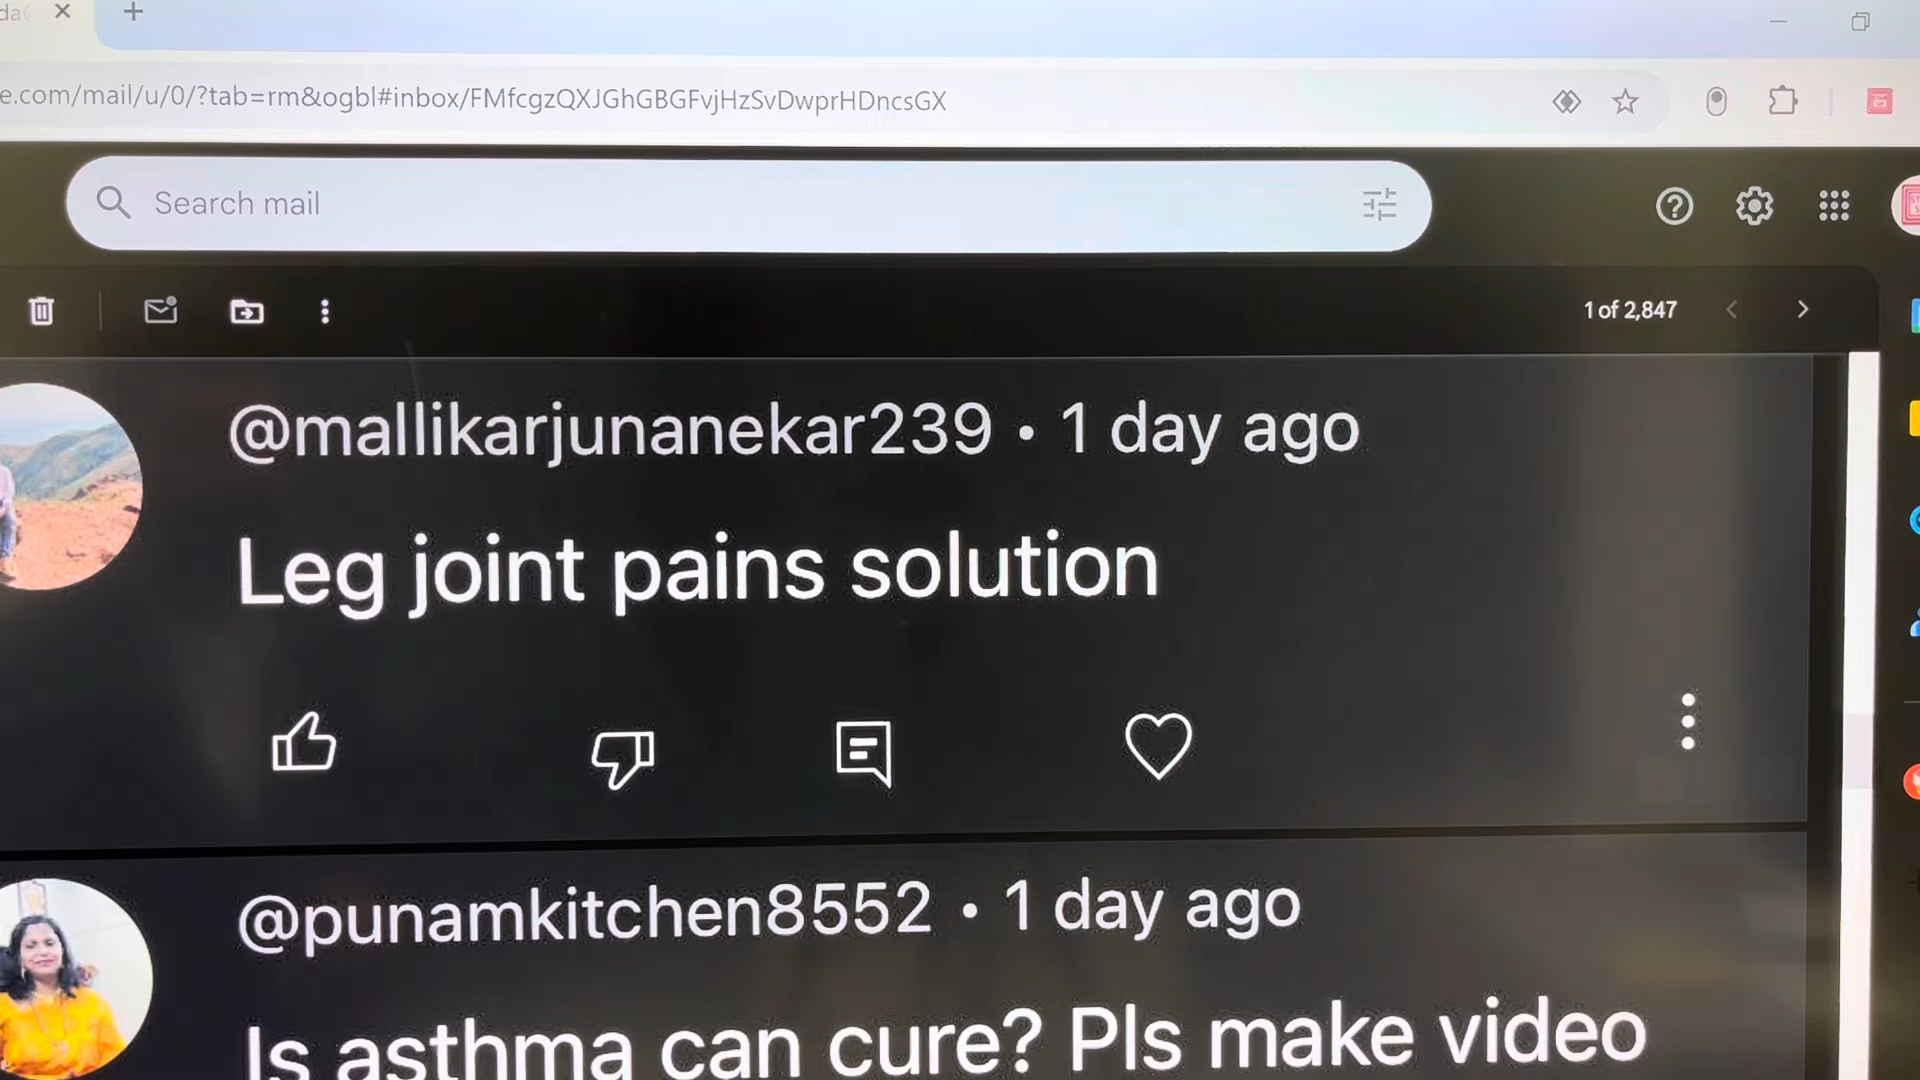 e.com/mail/u/0/?tab=rm&ogbl#inbox/FMfcgzQXJGhGBGFvjHzSvDwprHDncsGX
Search mail
1 of 2,847
@mallikarjunanekar239 • 1 day ago
Leg joint pains solution
@punamkitchen8552 • 1 day ago
Is asthma can cure? Pls make video